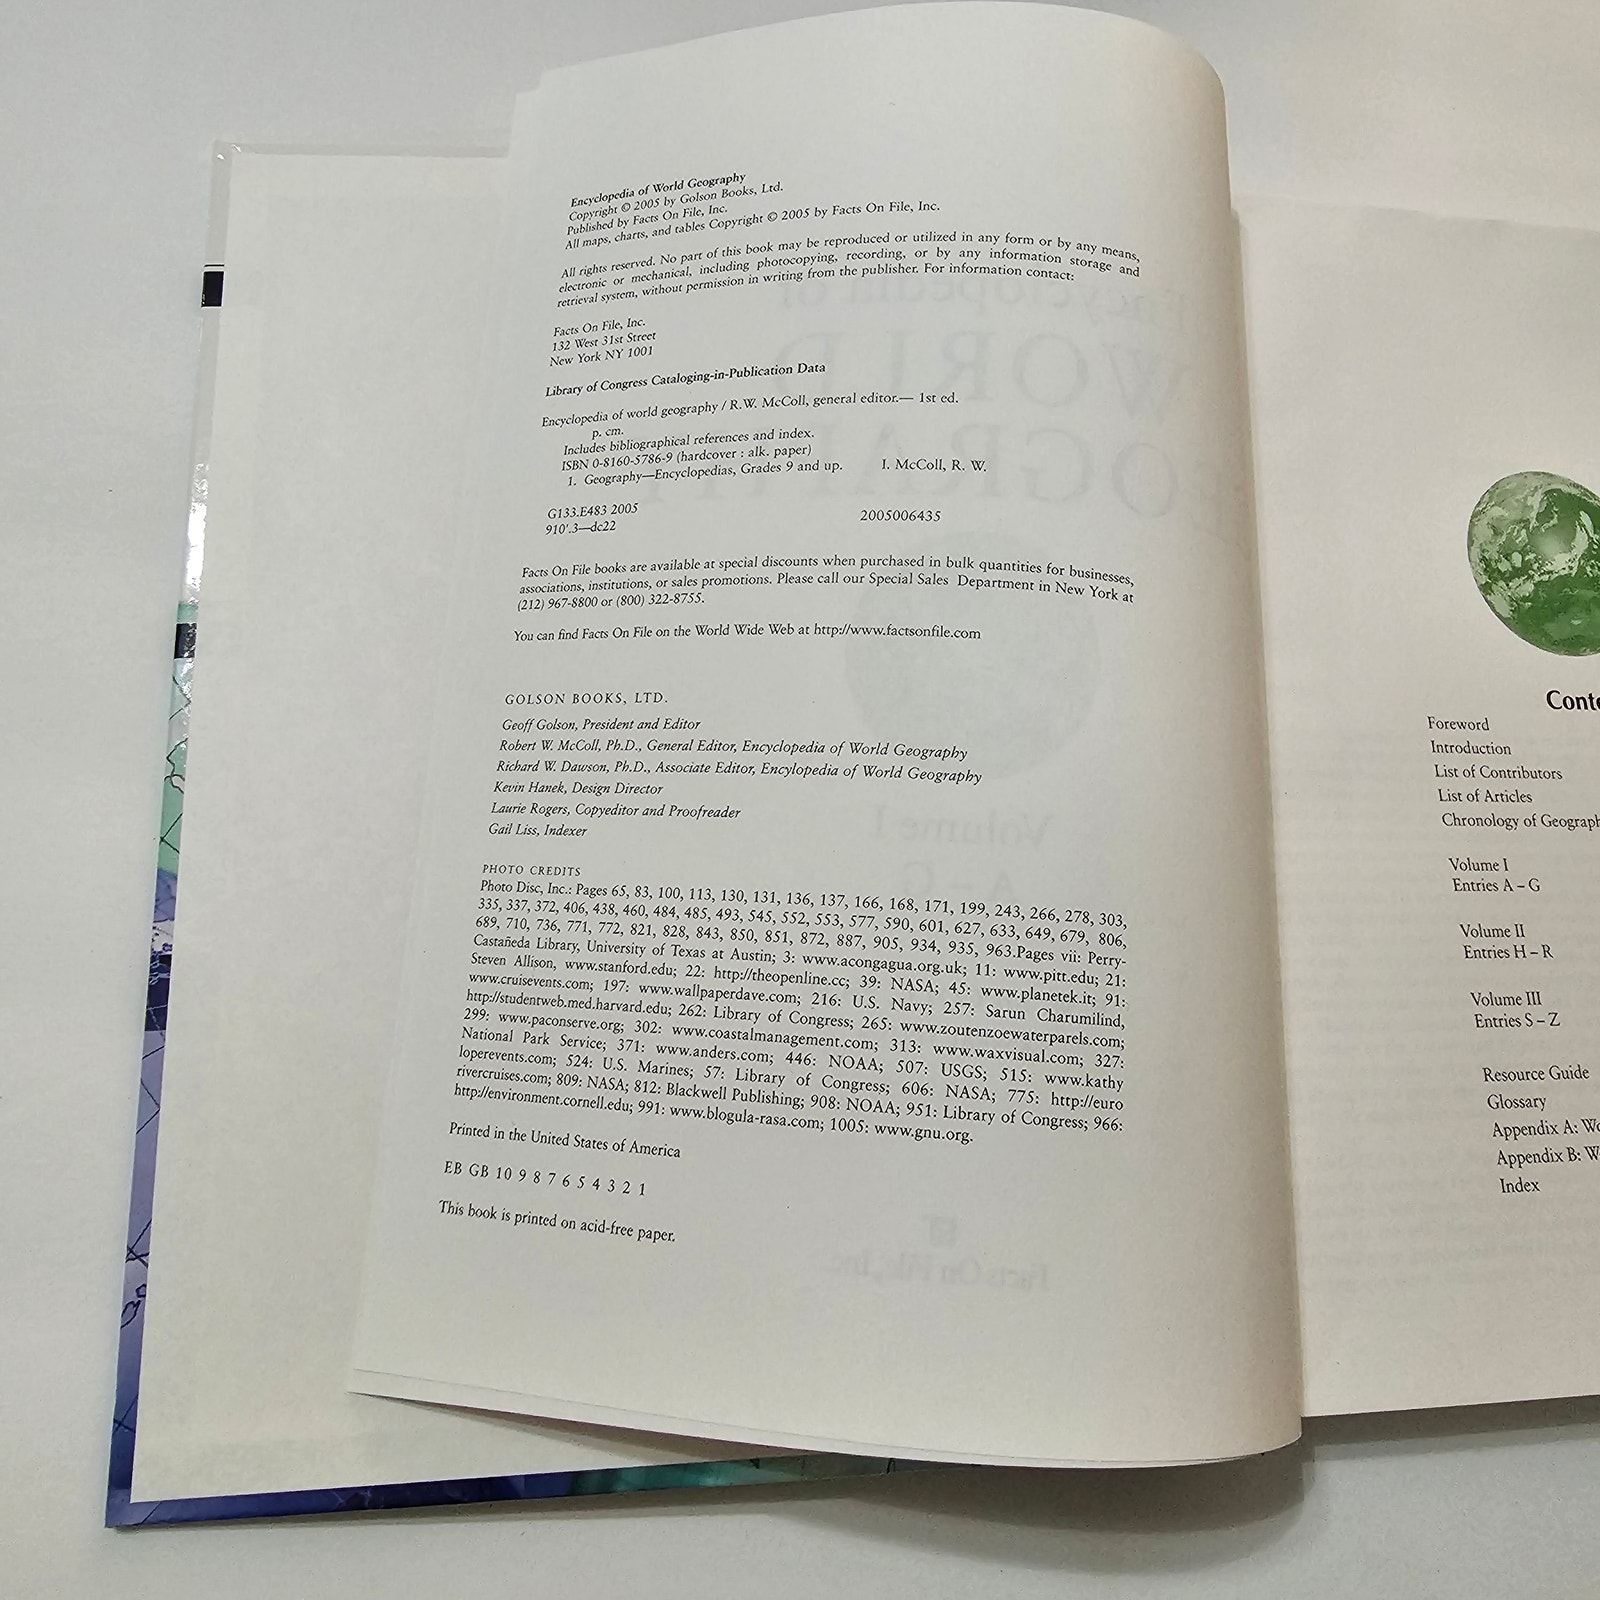 Encyclopedia of World Geography
Copyright © 2005 by Golson Books, Ltd.
Published by Facts On File, Inc.
All maps, charts, and tables Copyright © 2005 by Facts On File, Inc.
All rights reserved. No part of this book may be reproduced or utilized in any form or by any means,
electronic or mechanical, including photocopying, recording, or by any information storage and
retrieval system, without permission in writing from the publisher. For information contact:
Facts On File, Inc.
132 West 31st Street
New York NY 1001
Library of Congress Cataloging-in-Publication Data
Encyclopedia of world geography / R.W. McColl, general editor.— 1st ed.
p. cm.
Includes bibliographical references and index.
ISBN 0-8160-5786-9 (hardcover : alk. paper)
1. Geography—Encyclopedias, Grades 9 and up. I. McColl, R. W.
G133.E483 2005
910'.3—dc22 2005006435
Facts On File books are available at special discounts when purchased in bulk quantities for businesses,
associations, institutions, or sales promotions. Please call our Special Sales Department in New York at
(212) 967-8800 or (800) 322-8755.
You can find Facts On File on the World Wide Web at http://www.factsonfile.com
GOLSON BOOKS, LTD.
Geoff Golson, President and Editor
Robert W. McColl, Ph.D., General Editor, Encyclopedia of World Geography
Richard W. Dawson, Ph.D., Associate Editor, Encylopedia of World Geography
Kevin Hanek, Design Director
Laurie Rogers, Copyeditor and Proofreader
Gail Liss, Indexer
PHOTO CREDITS
Photo Disc, Inc.: Pages 65, 83, 100, 113, 130, 131, 136, 137, 166, 168, 171, 199, 243, 266, 278, 303,
335, 337, 372, 406, 438, 460, 484, 485, 493, 545, 552, 553, 577, 590, 601, 627, 633, 649, 679, 806,
689, 710, 736, 771, 772, 821, 828, 843, 850, 851, 872, 887, 905, 934, 935, 963.Pages vii: Perry-
Castañeda Library, University of Texas at Austin; 3: www.acongagua.org.uk; 11: www.pitt.edu; 21:
Steven Allison, www.stanford.edu; 22: http://theopenline.cc; 39: NASA; 45: www.planetek.it; 91:
www.cruisevents.com; 197: www.wallpaperdave.com; 216: U.S. Navy; 257: Sarun Charumilind,
http://studentweb.med.harvard.edu; 262: Library of Congress; 265: www.zoutenzoewaterparels.com;
299: www.paconserve.org; 302: www.coastalmanagement.com; 313: www.waxvisual.com; 327:
National Park Service; 371: www.anders.com; 446: NOAA; 507: USGS; 515: www.kathy
loperevents.com; 524: U.S. Marines; 57: Library of Congress; 606: NASA; 775: http://euro
rivercruises.com; 809: NASA; 812: Blackwell Publishing; 908: NOAA; 951: Library of Congress; 966:
http://environment.cornell.edu; 991: www.blogula-rasa.com; 1005: www.gnu.org.
Printed in the United States of America
EB GB 10 9 8 7 6 5 4 3 2 1
This book is printed on acid-free paper.
Foreword
Introduction
List of Contributors
List of Articles
Chronology of
Volume I
Entries A – G
Volume II
Entries H – R
Volume III
Entries S – Z
Resource Guide
Glossary
Appendix A:
Appendix B:
Index